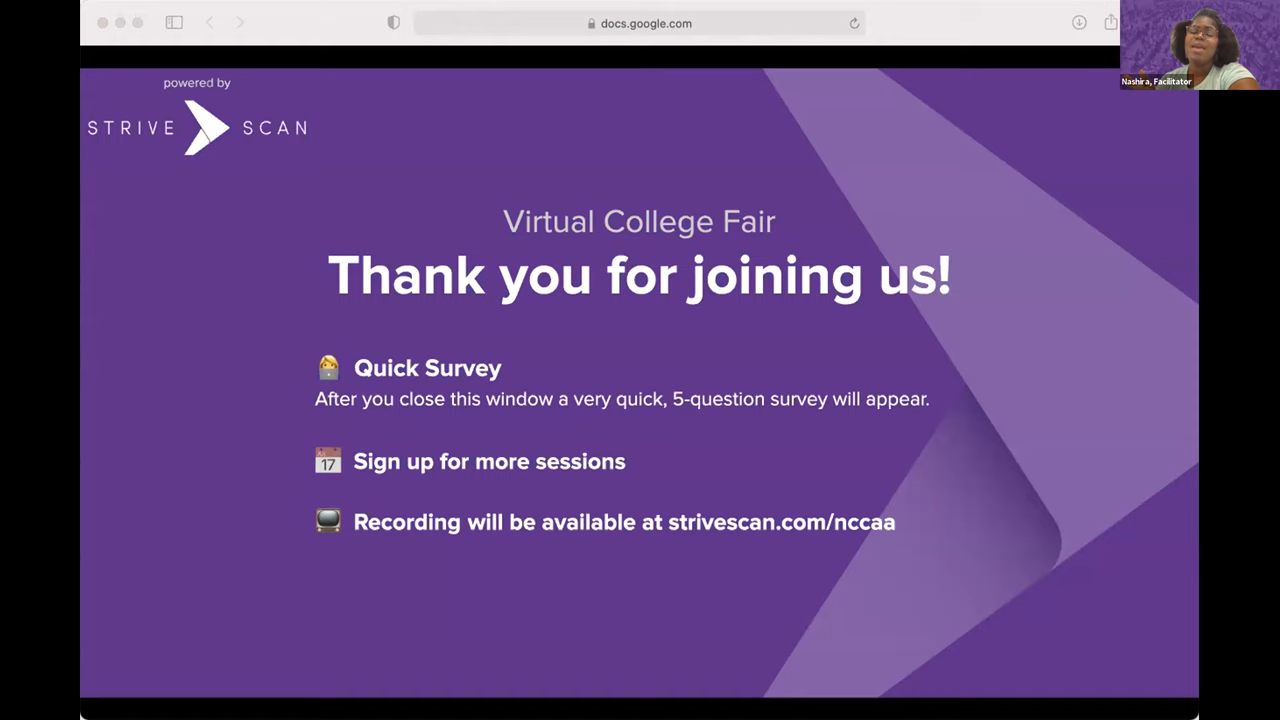 docs.google.com
Nashira, Facilitator
powered by
STRIVE SCAN
Virtual College Fair
Thank you for joining us!
Quick Survey
After you close this window a very quick, 5-question survey will appear.
17
Sign up for more sessions
Recording will be available at strivescan.com/nccaa